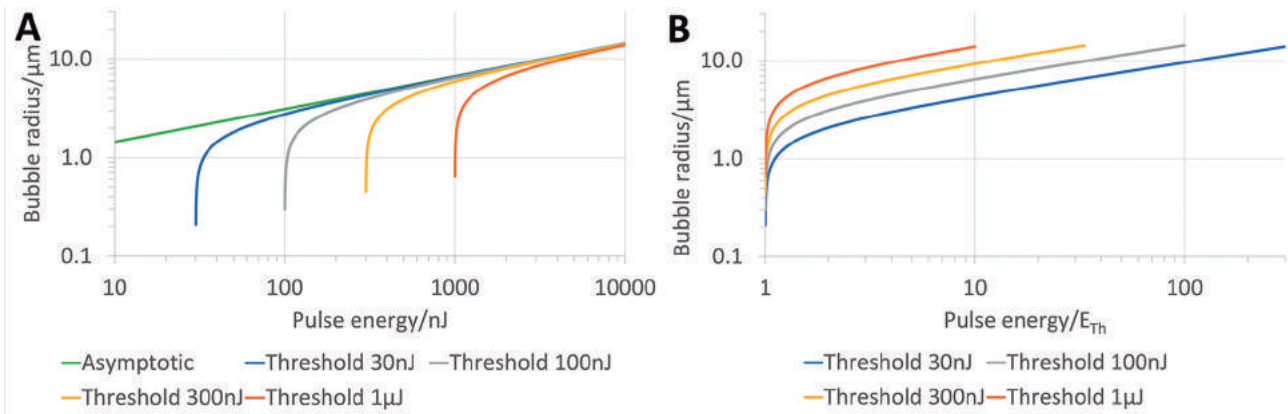 A
Bubble radius/µm
10.0
1.0
0.1
10
100
1000
10000
Pulse energy/nJ
Asymptotic
Threshold 30nJ
Threshold 100nJ
Threshold 300nJ
Threshold 1µJ
B
Bubble radius/µm
10.0
1.0
0.1
1
10
100
Pulse energy/E_Th
Threshold 30nJ
Threshold 100nJ
Threshold 300nJ
Threshold 1µJ